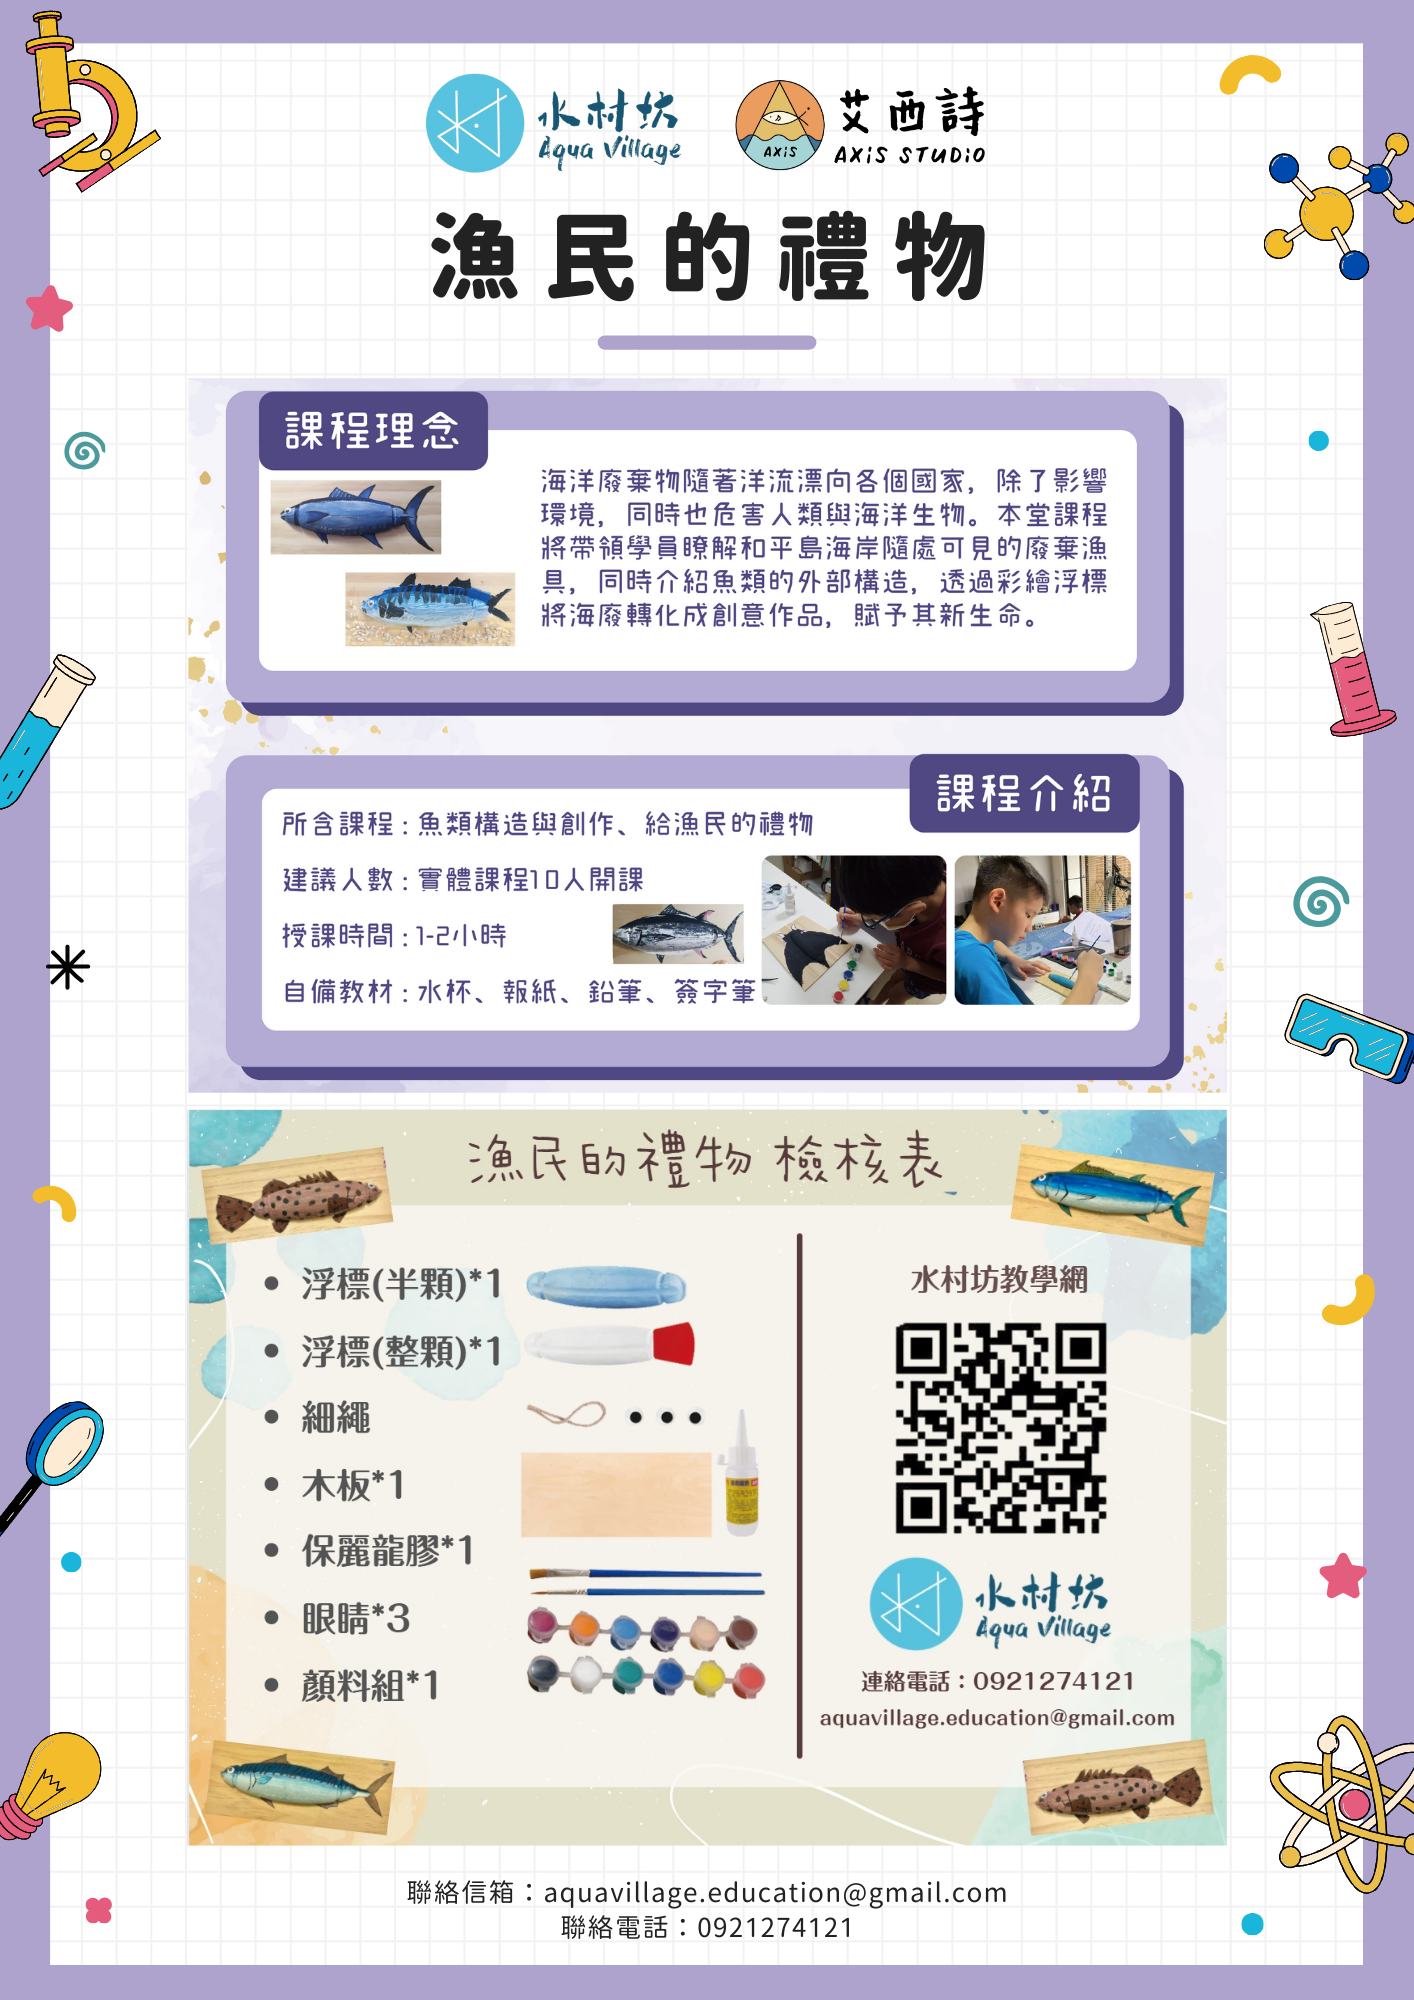 水村坊
Aqua Village
艾西詩
AXiS STUDiO
AXiS
漁民的禮物
課程理念
海洋廢棄物隨著洋流漂向各個國家，除了影響
環境，同時也危害人類與海洋生物。本堂課程
將帶領學員瞭解和平島海岸隨處可見的廢棄漁
具，同時介紹魚類的外部構造，透過彩繪浮標
將海廢轉化成創意作品，賦予其新生命。
課程介紹
所含課程：魚類構造與創作、給漁民的禮物
建議人數：實體課程10人開課
授課時間：1-2小時
自備教材：水杯、報紙、鉛筆、簽字筆
漁民的禮物 檢核表
浮標(半顆)*1
浮標(整顆)*1
細繩
木板*1
保麗龍膠*1
眼睛*3
顏料組*1
水村坊教學網
水村坊
Aqua Village
連絡電話：0921274121
aquavillage.education@gmail.com
聯絡信箱：aquavillage.education@gmail.com
聯絡電話：0921274121